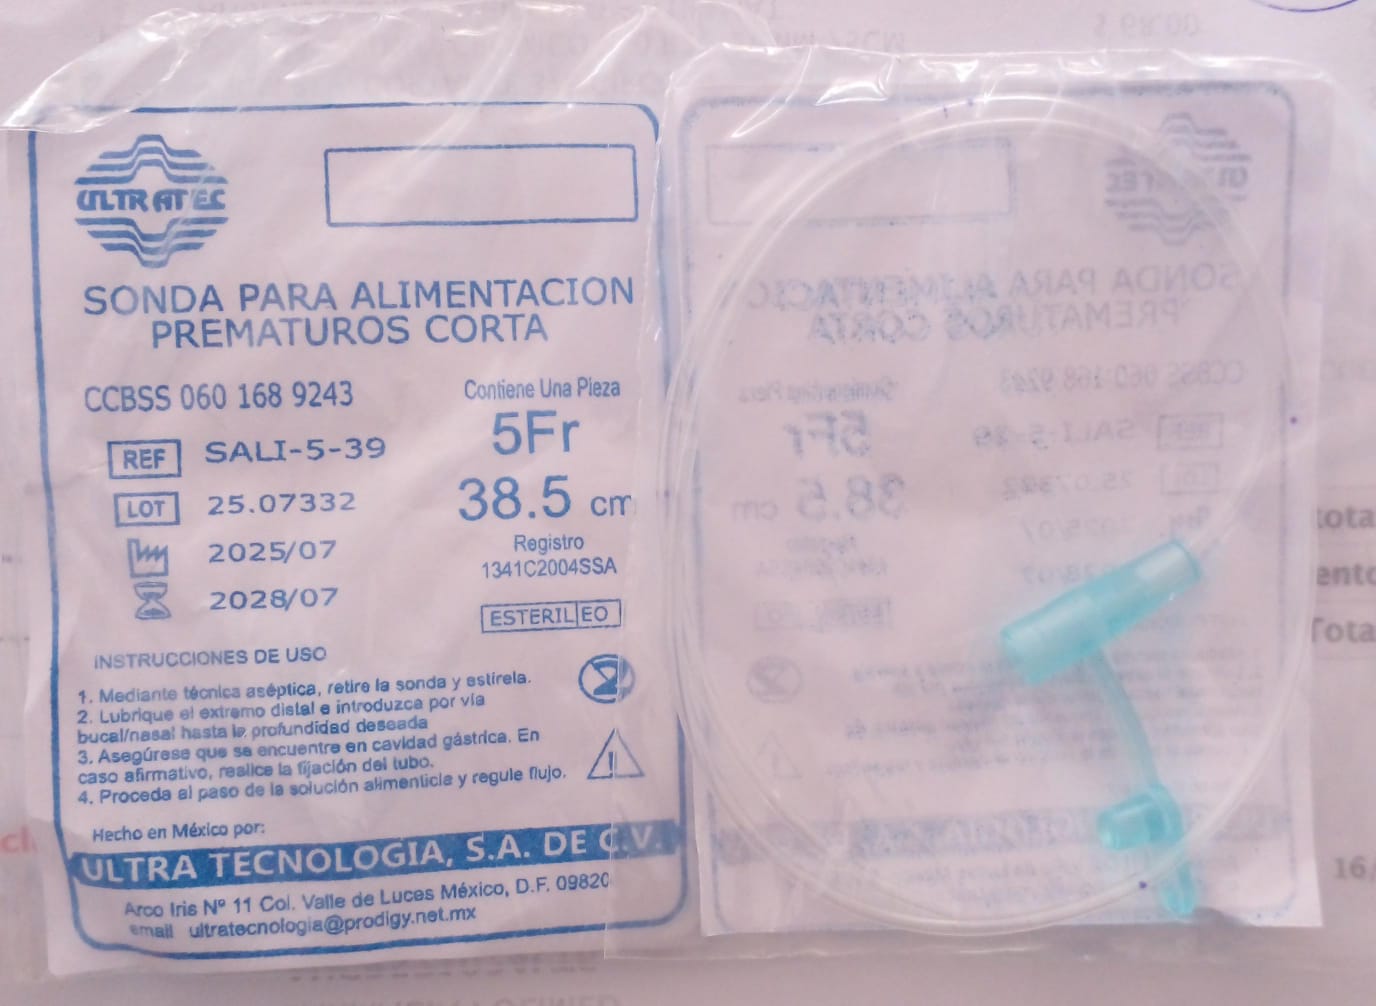 ULTRATEC
SONDA PARA ALIMENTACION
PREMATUROS CORTA
CCBSS 060 168 9243
Contiene Una Pieza
5Fr
38.5 cm
REF SALI-5-39
LOT 25.07332
2025/07
2028/07
Registro
1341C2004SSA
ESTERIL EO
INSTRUCCIONES DE USO
1. Mediante técnica aséptica, retire la sonda y estirela.
2. Lubrique el extremo distal e introduzca por vía
bucal/nasal hasta la profundidad deseada
3. Asegúrese que se encuentre en cavidad gástrica. En
caso afirmativo, realice la fijación del tubo.
4. Proceda al paso de la solución alimenticia y regule flujo.
2
!
Hecho en México por:
ULTRA TECNOLOGIA, S.A. DE C.V.
Arco Iris Nº 11 Col. Valle de Luces México, D.F. 09820
email ultratecnologia@prodigy.net.mx